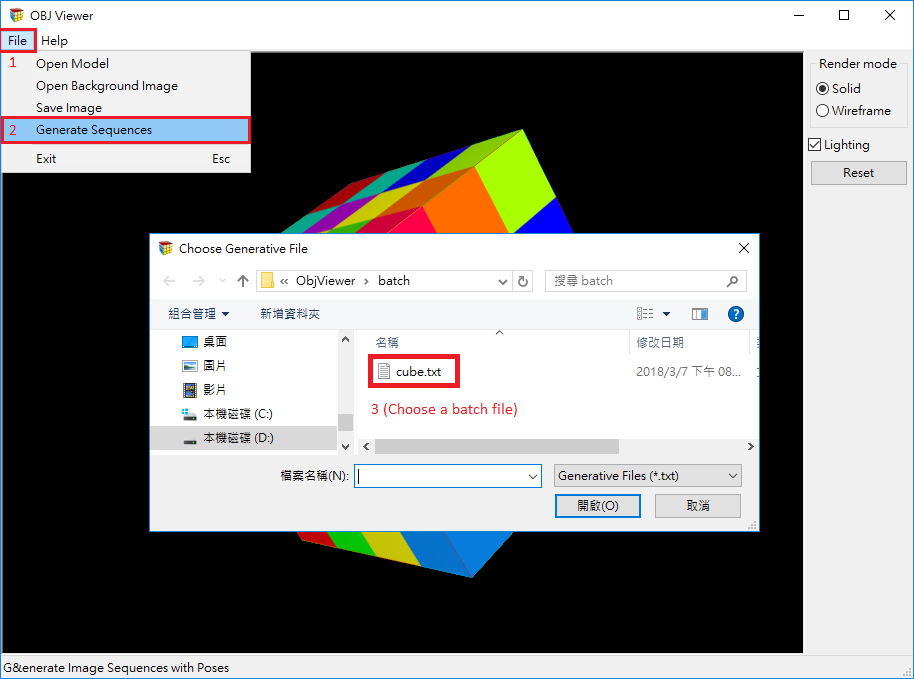 OBJ Viewer
File Help
1 Open Model
Open Background Image
Save Image
2 Generate Sequences
Exit Esc
Render mode
Solid
Wireframe
Lighting
Reset
Choose Generative File
« ObjViewer › batch
搜尋 batch
組合管理 新增資料夾
桌面
圖片
影片
本機磁碟 (C:)
本機磁碟 (D:)
名稱 修改日期
cube.txt 2018/3/7 下午 08...
3 (Choose a batch file)
檔案名稱(N):
Generative Files (*.txt)
開啟(O) 取消
G&enerate Image Sequences with Poses